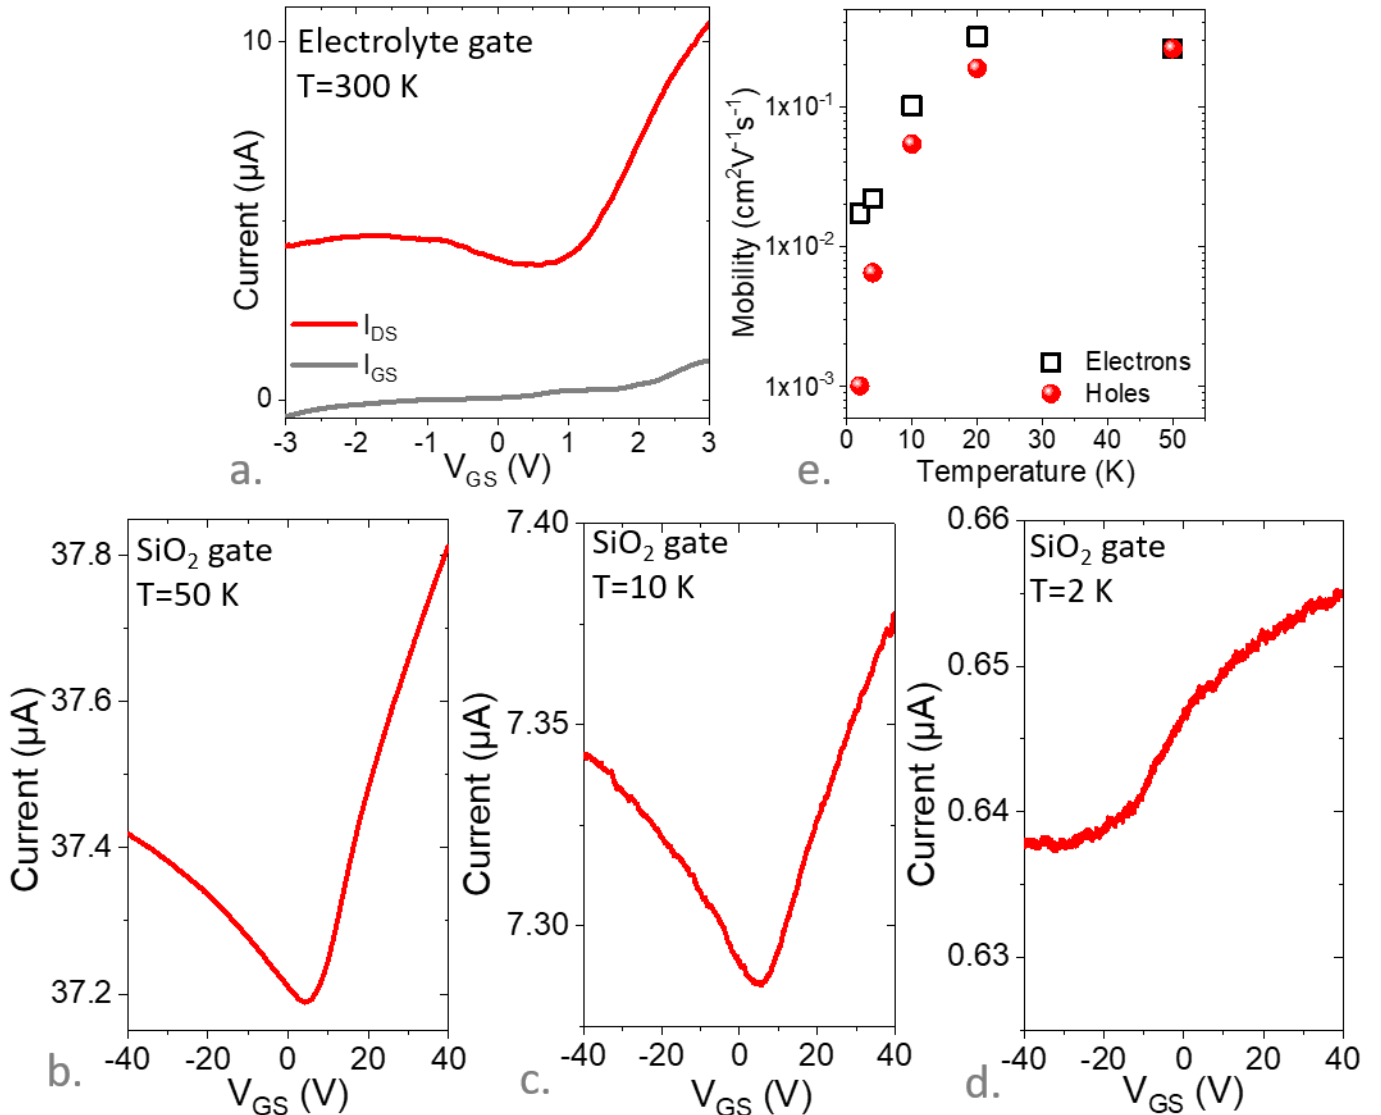 Electrolyte gate
T=300 K
10
0
Current (µA)
I_DS
I_GS
-3 -2 -1 0 1 2 3
V_GS (V)
a.
1x10⁻¹
1x10⁻²
1x10⁻³
Mobility (cm²V⁻¹s⁻¹)
Electrons
Holes
0 10 20 30 40 50
Temperature (K)
e.
SiO₂ gate
T=50 K
37.8
37.6
37.4
37.2
Current (µA)
-40 -20 0 20 40
V_GS (V)
b.
SiO₂ gate
T=10 K
7.40
7.35
7.30
Current (µA)
-40 -20 0 20 40
V_GS (V)
c.
SiO₂ gate
T=2 K
0.66
0.65
0.64
0.63
Current (µA)
-40 -20 0 20 40
V_GS (V)
d.